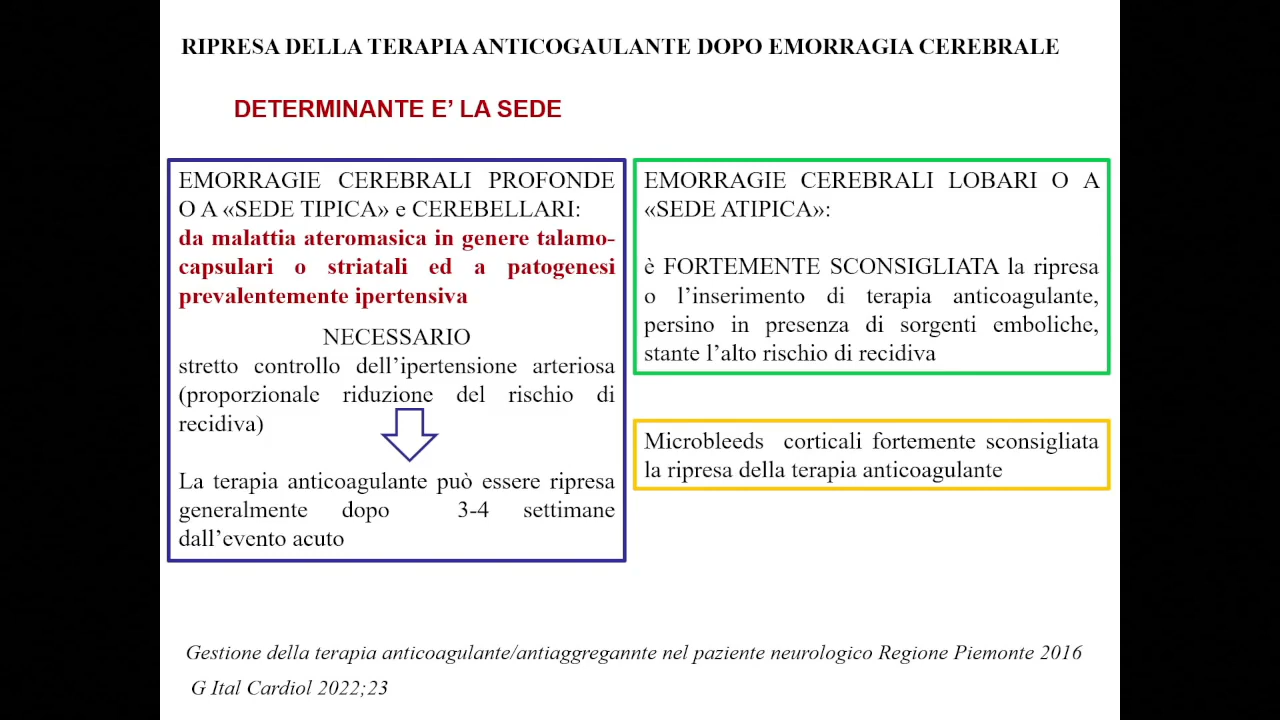 RIPRESA DELLA TERAPIA ANTICOGAULANTE DOPO EMORRAGIA CEREBRALE
DETERMINANTE E’ LA SEDE
EMORRAGIE CEREBRALI PROFONDE
O A «SEDE TIPICA» e CEREBELLARI:
da malattia ateromasica in genere talamo-
capsulari o striatali ed a patogenesi
prevalentemente ipertensiva
NECESSARIO
stretto controllo dell’ipertensione arteriosa
(proporzionale riduzione del rischio di
recidiva)
La terapia anticoagulante può essere ripresa
generalmente dopo 3-4 settimane
dall’evento acuto
EMORRAGIE CEREBRALI LOBARI O A
«SEDE ATIPICA»:
è FORTEMENTE SCONSIGLIATA la ripresa
o l’inserimento di terapia anticoagulante,
persino in presenza di sorgenti emboliche,
stante l’alto rischio di recidiva
Microbleeds corticali fortemente sconsigliata
la ripresa della terapia anticoagulante
Gestione della terapia anticoagulante/antiaggregannte nel paziente neurologico Regione Piemonte 2016
G Ital Cardiol 2022;23